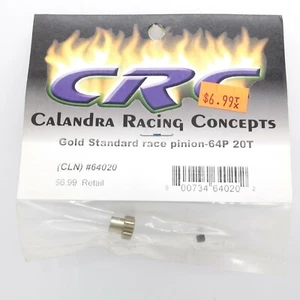 CRC
$6.99
CALANDRA RACING CONCEPTS
Gold Standard race pinion-64P 20T
(CLN) #64020
$6.99 Retail
0 00734 64020 2